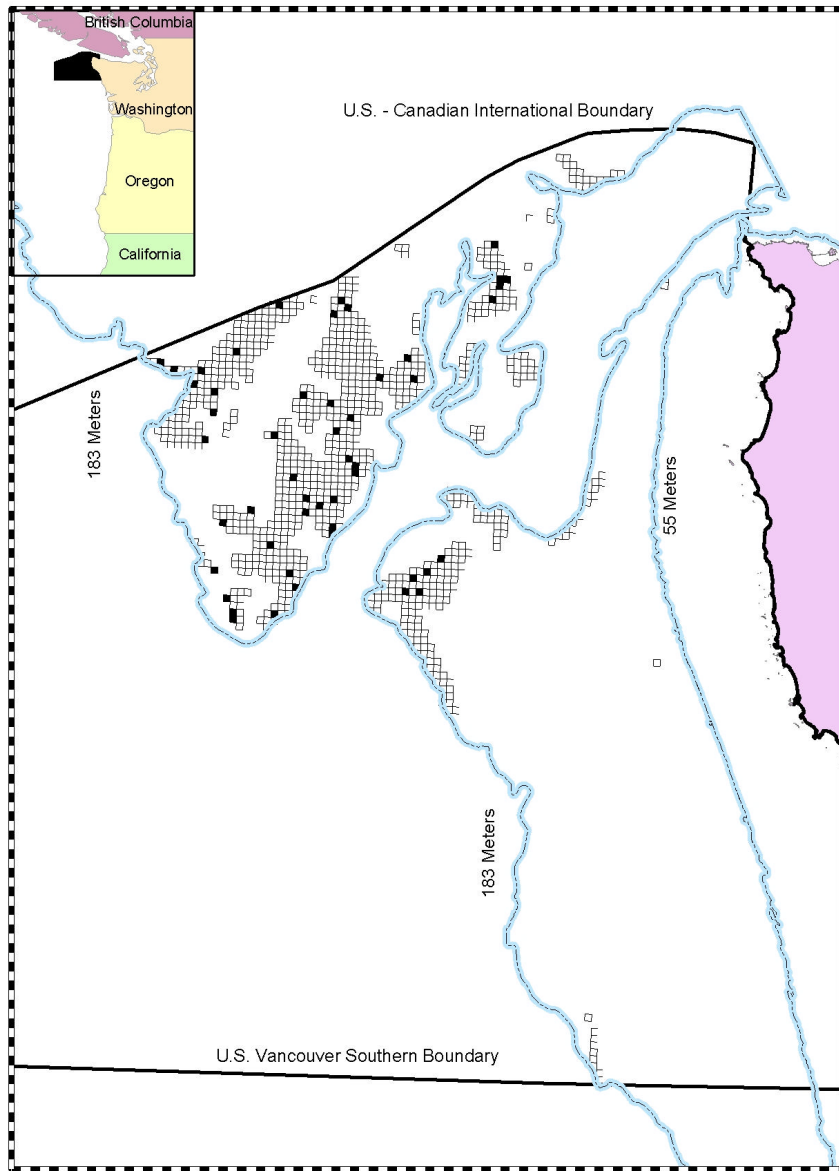 British Columbia
Washington
Oregon
California
U.S. - Canadian International Boundary
183 Meters
55 Meters
183 Meters
U.S. Vancouver Southern Boundary